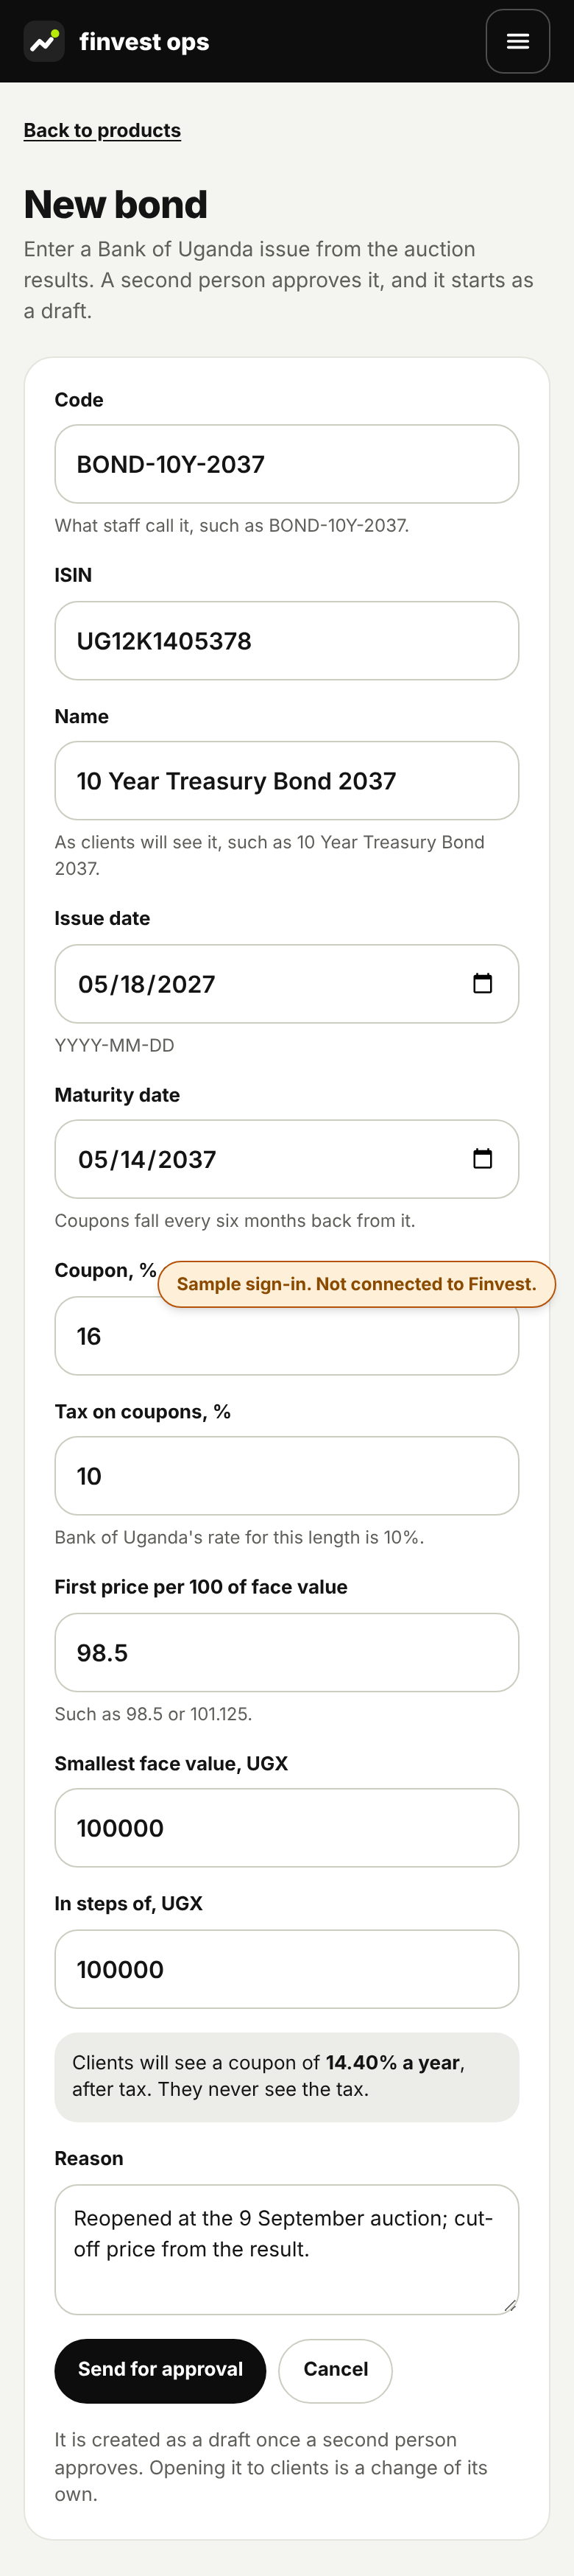 finvest ops
Back to products
New bond
Enter a Bank of Uganda issue from the auction
results. A second person approves it, and it starts as
a draft.
Code
BOND-10Y-2037
What staff call it, such as BOND-10Y-2037.
ISIN
UG12K1405378
Name
10 Year Treasury Bond 2037
As clients will see it, such as 10 Year Treasury Bond
2037.
Issue date
05/18/2027
YYYY-MM-DD
Maturity date
05/14/2037
Coupons fall every six months back from it.
Coupon, %
Sample sign-in. Not connected to Finvest.
16
Tax on coupons, %
10
Bank of Uganda's rate for this length is 10%.
First price per 100 of face value
98.5
Such as 98.5 or 101.125.
Smallest face value, UGX
100000
In steps of, UGX
100000
Clients will see a coupon of 14.40% a year,
after tax. They never see the tax.
Reason
Reopened at the 9 September auction; cut-
off price from the result.
Send for approval
Cancel
It is created as a draft once a second person
approves. Opening it to clients is a change of its
own.